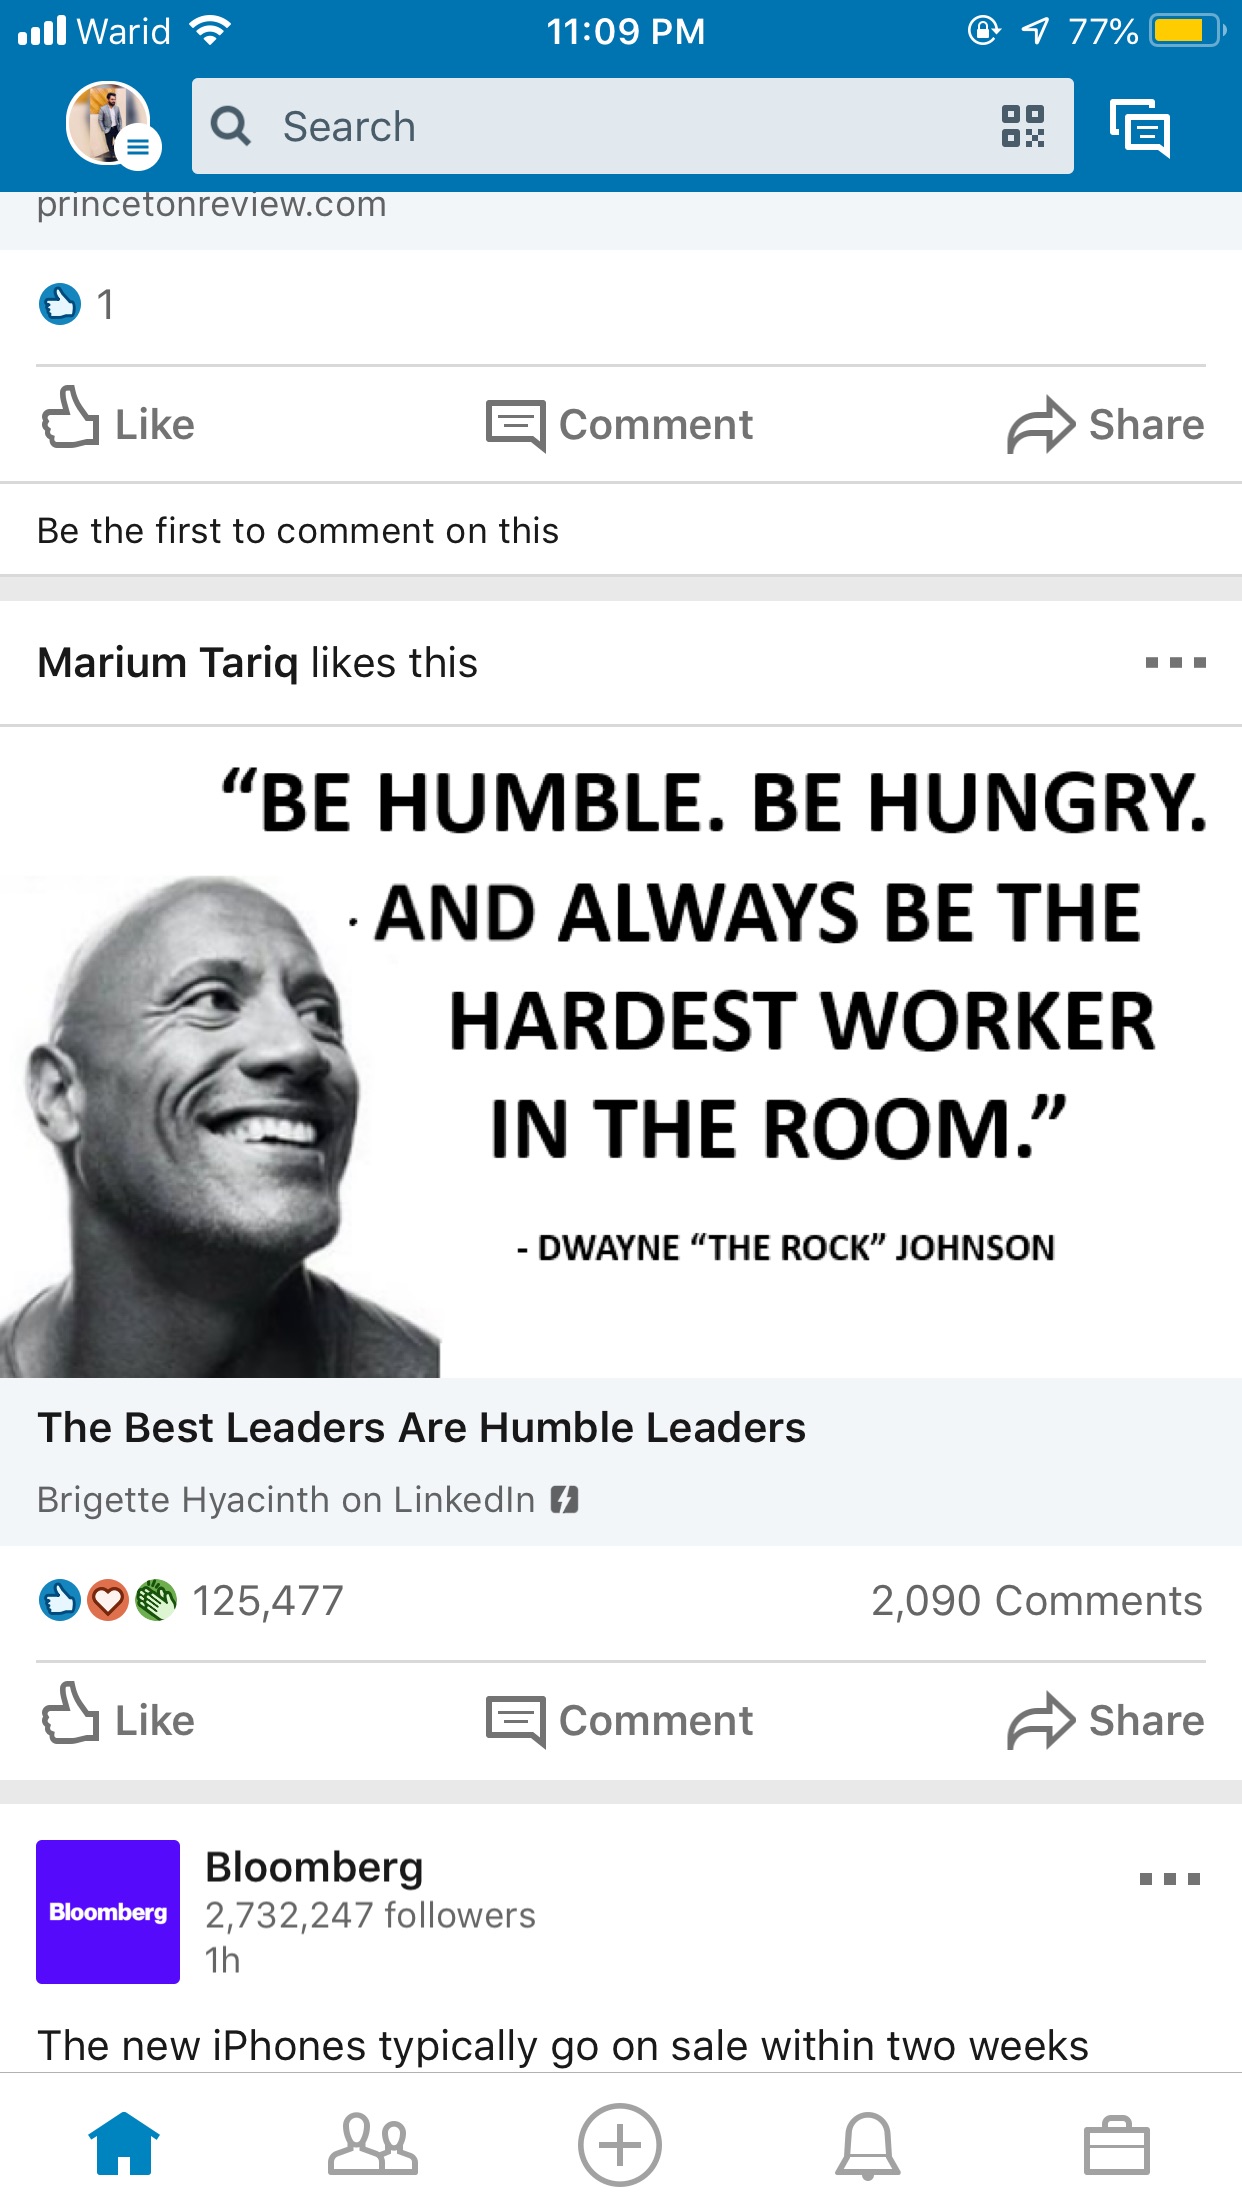 Warid 11:09 PM 77%
Search
princetonreview.com
1
Like Comment Share
Be the first to comment on this
Marium Tariq likes this
“BE HUMBLE. BE HUNGRY.
. AND ALWAYS BE THE
HARDEST WORKER
IN THE ROOM.”
- DWAYNE “THE ROCK” JOHNSON
The Best Leaders Are Humble Leaders
Brigette Hyacinth on LinkedIn
125,477 2,090 Comments
Like Comment Share
Bloomberg
Bloomberg
2,732,247 followers
1h
The new iPhones typically go on sale within two weeks